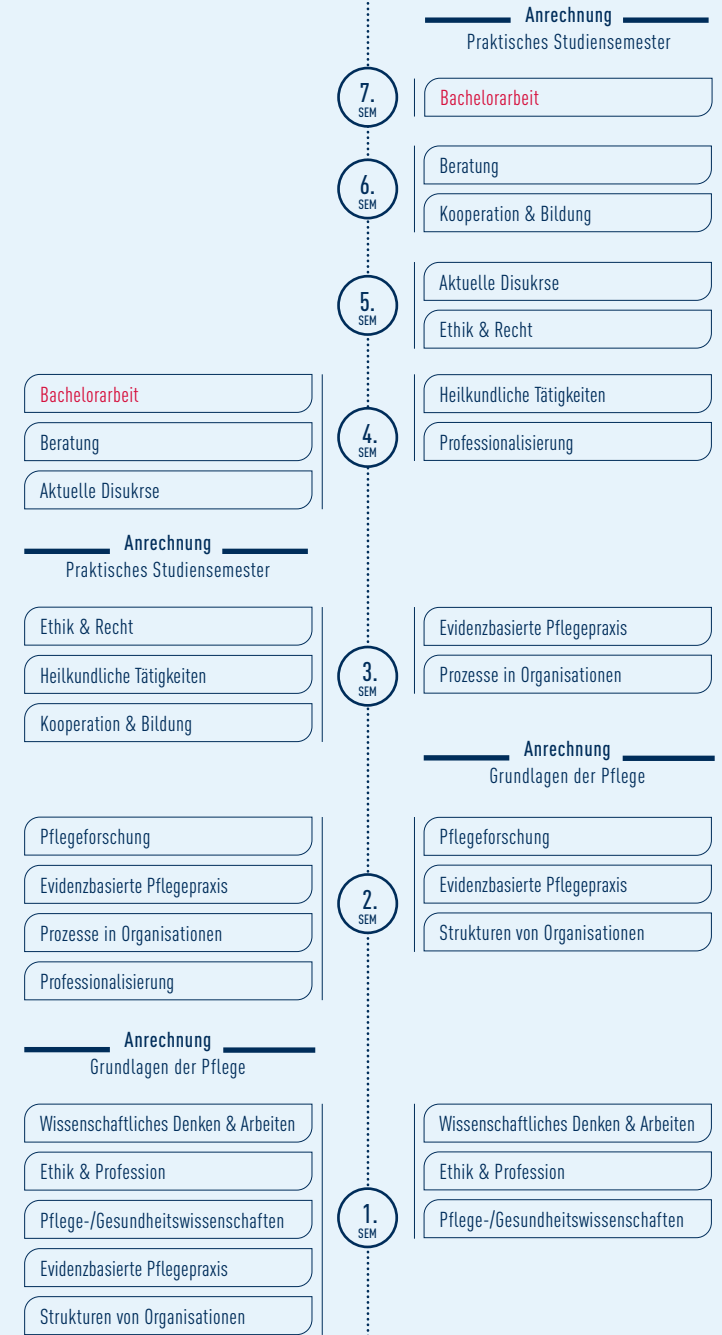 Anrechnung
Praktisches Studiensemester
7.
SEM
Bachelorarbeit
6.
SEM
Beratung
Kooperation & Bildung
5.
SEM
Aktuelle Disukrse
Ethik & Recht
Bachelorarbeit
Beratung
Aktuelle Disukrse
4.
SEM
Heilkundliche Tätigkeiten
Professionalisierung
Anrechnung
Praktisches Studiensemester
Ethik & Recht
Heilkundliche Tätigkeiten
Kooperation & Bildung
3.
SEM
Evidenzbasierte Pflegepraxis
Prozesse in Organisationen
Anrechnung
Grundlagen der Pflege
Pflegeforschung
Evidenzbasierte Pflegepraxis
Prozesse in Organisationen
Professionalisierung
2.
SEM
Pflegeforschung
Evidenzbasierte Pflegepraxis
Strukturen von Organisationen
Anrechnung
Grundlagen der Pflege
Wissenschaftliches Denken & Arbeiten
Ethik & Profession
Pflege-/Gesundheitswissenschaften
Evidenzbasierte Pflegepraxis
Strukturen von Organisationen
1.
SEM
Wissenschaftliches Denken & Arbeiten
Ethik & Profession
Pflege-/Gesundheitswissenschaften